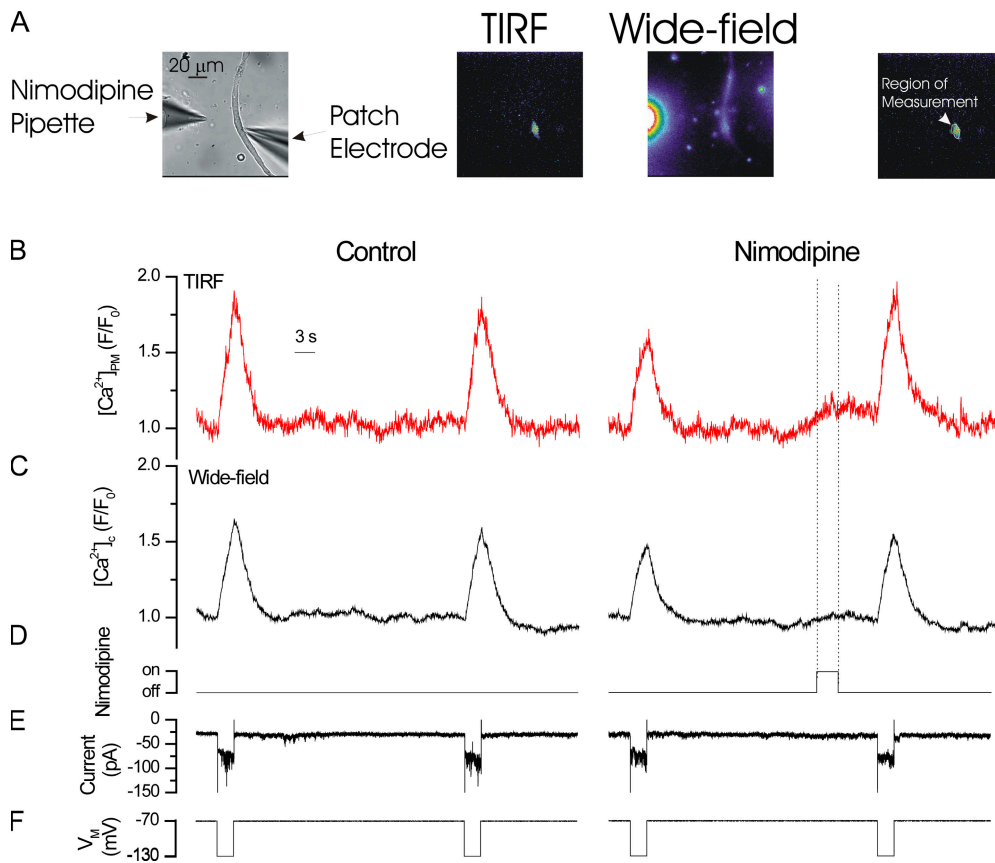 A
TIRF
Wide-field
20 μm
Nimodipine
Pipette
Patch
Electrode
Region of
Measurement
B
Control
Nimodipine
TIRF
[Ca²⁺]PM (F/F₀)
2.0
1.5
1.0
3 s
C
Wide-field
[Ca²⁺]c (F/F₀)
2.0
1.5
1.0
D
Nimodipine
on
off
E
Current
(pA)
0
-50
-100
-150
F
VM
(mV)
-70
-130